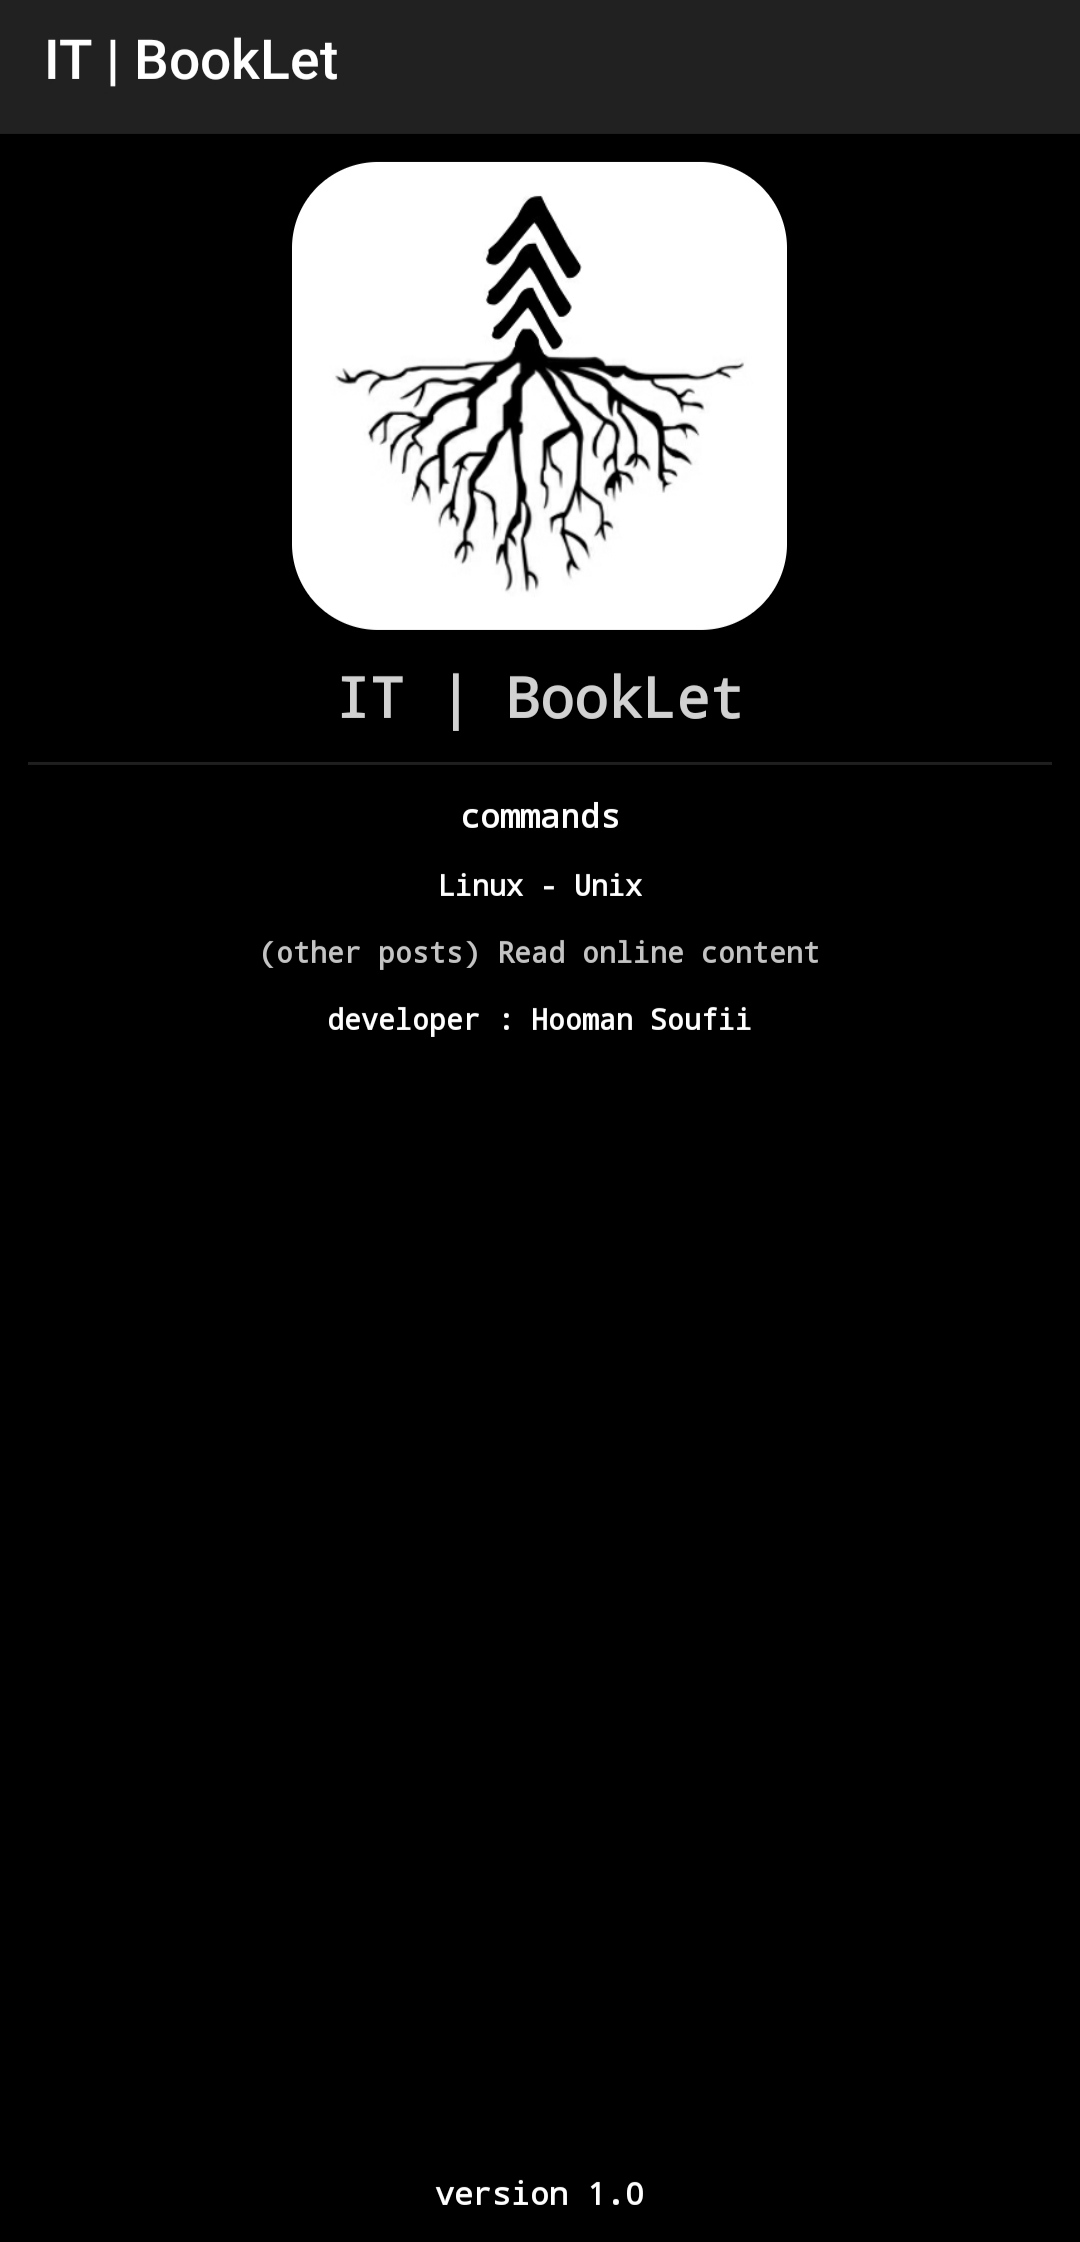 IT | BookLet
IT | BookLet
commands
Linux - Unix
(other posts) Read online content
developer : Hooman Soufii
version 1.0